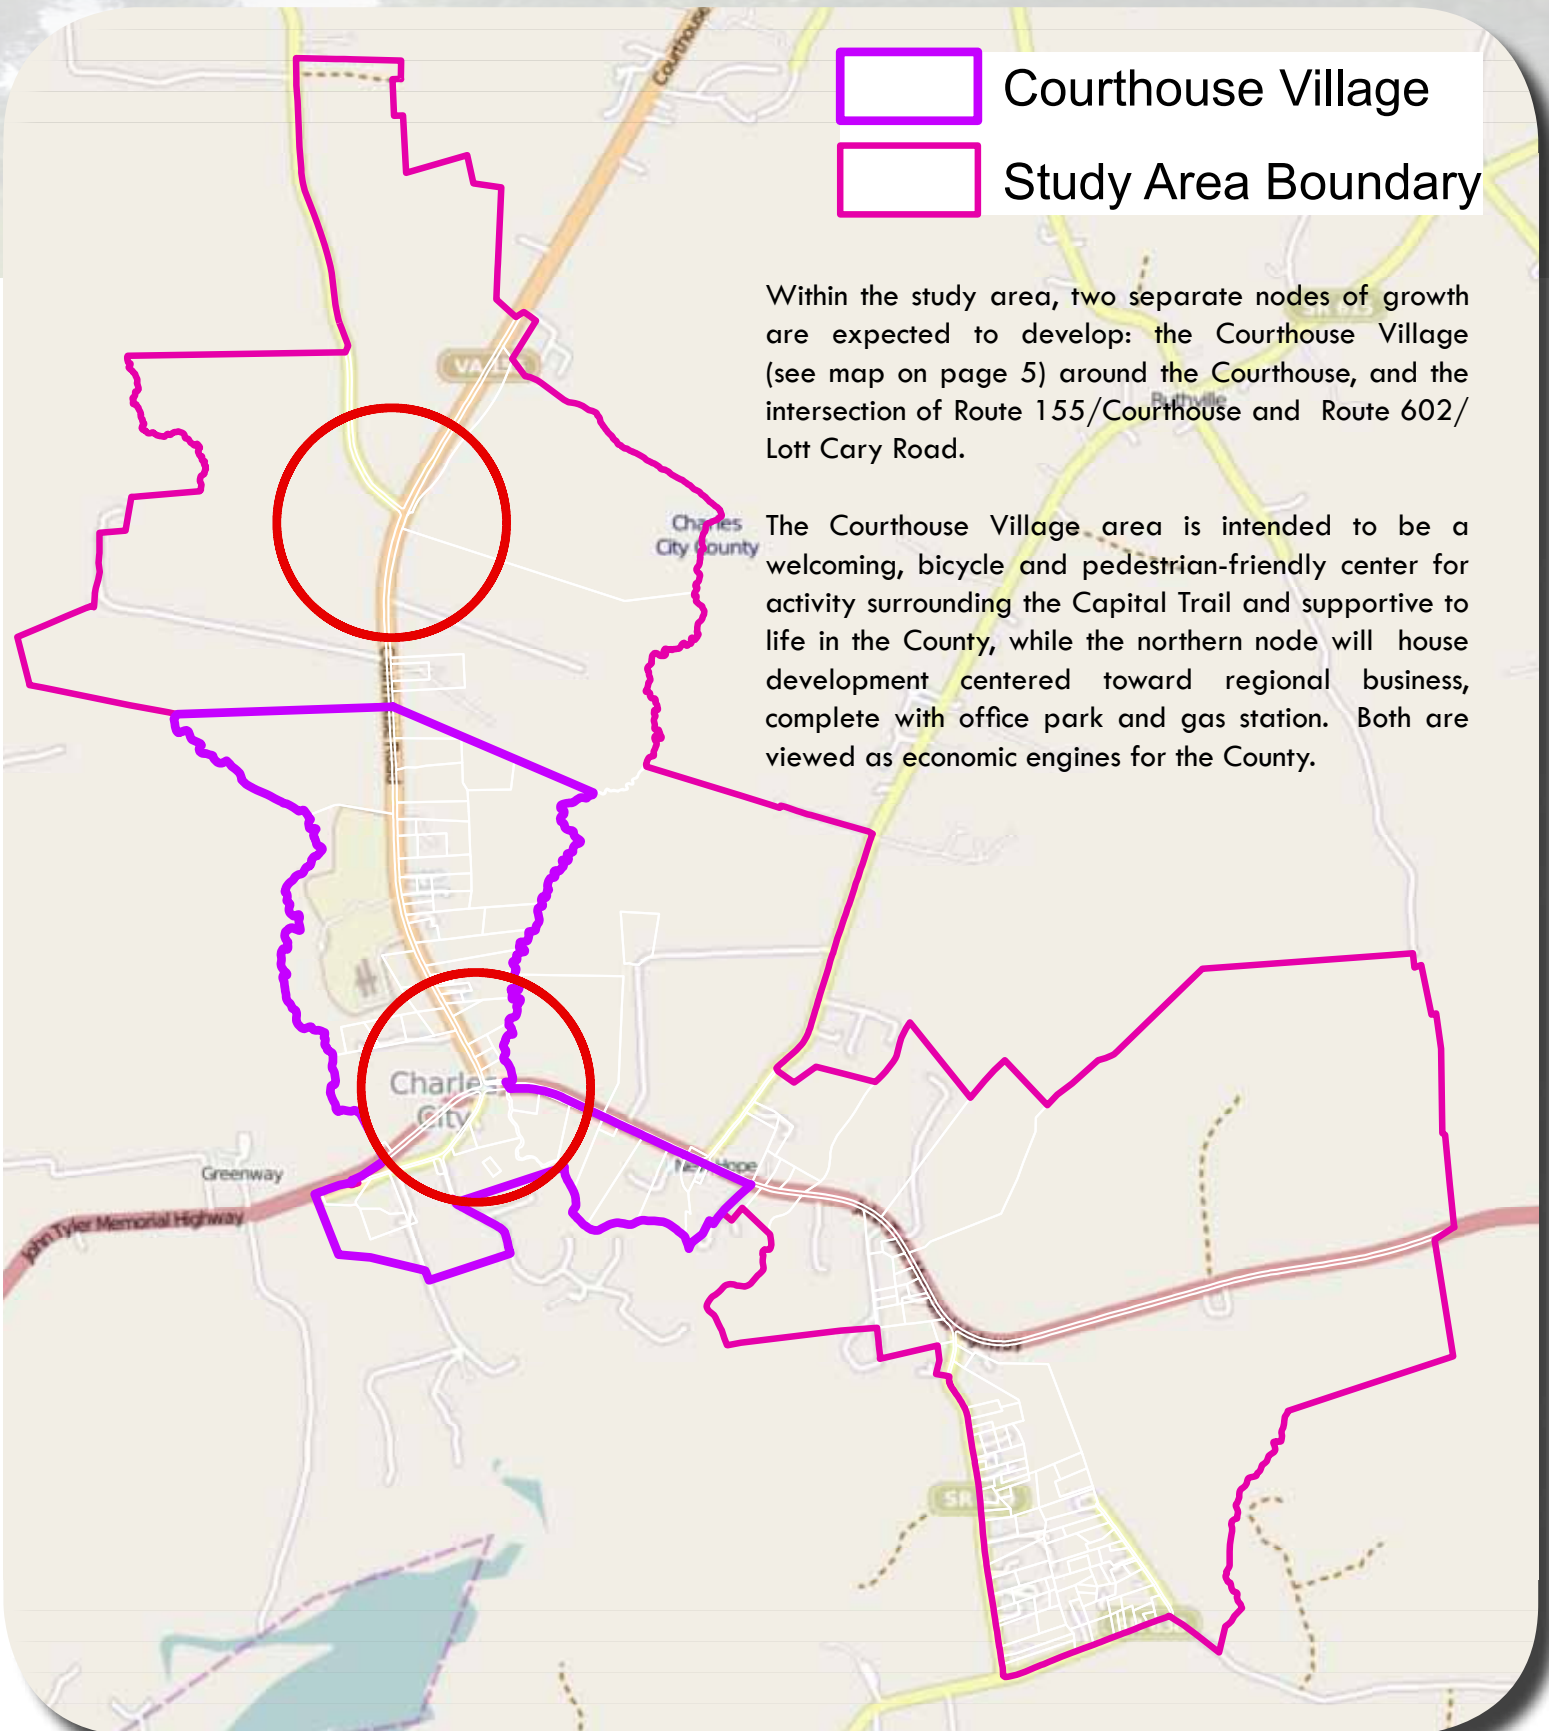 Courthouse
Courthouse Village
Study Area Boundary
Within the study area, two separate nodes of growth
are expected to develop: the Courthouse Village
(see map on page 5) around the Courthouse, and the
intersection of Route 155/Courthouse and Route 602/
Lott Cary Road.
Ruthville
Charles
City County
The Courthouse Village area is intended to be a
welcoming, bicycle and pedestrian-friendly center for
activity surrounding the Capital Trail and supportive to
life in the County, while the northern node will house
development centered toward regional business,
complete with office park and gas station. Both are
viewed as economic engines for the County.
Charles
City
Greenway
New Hope
John Tyler Memorial Highway